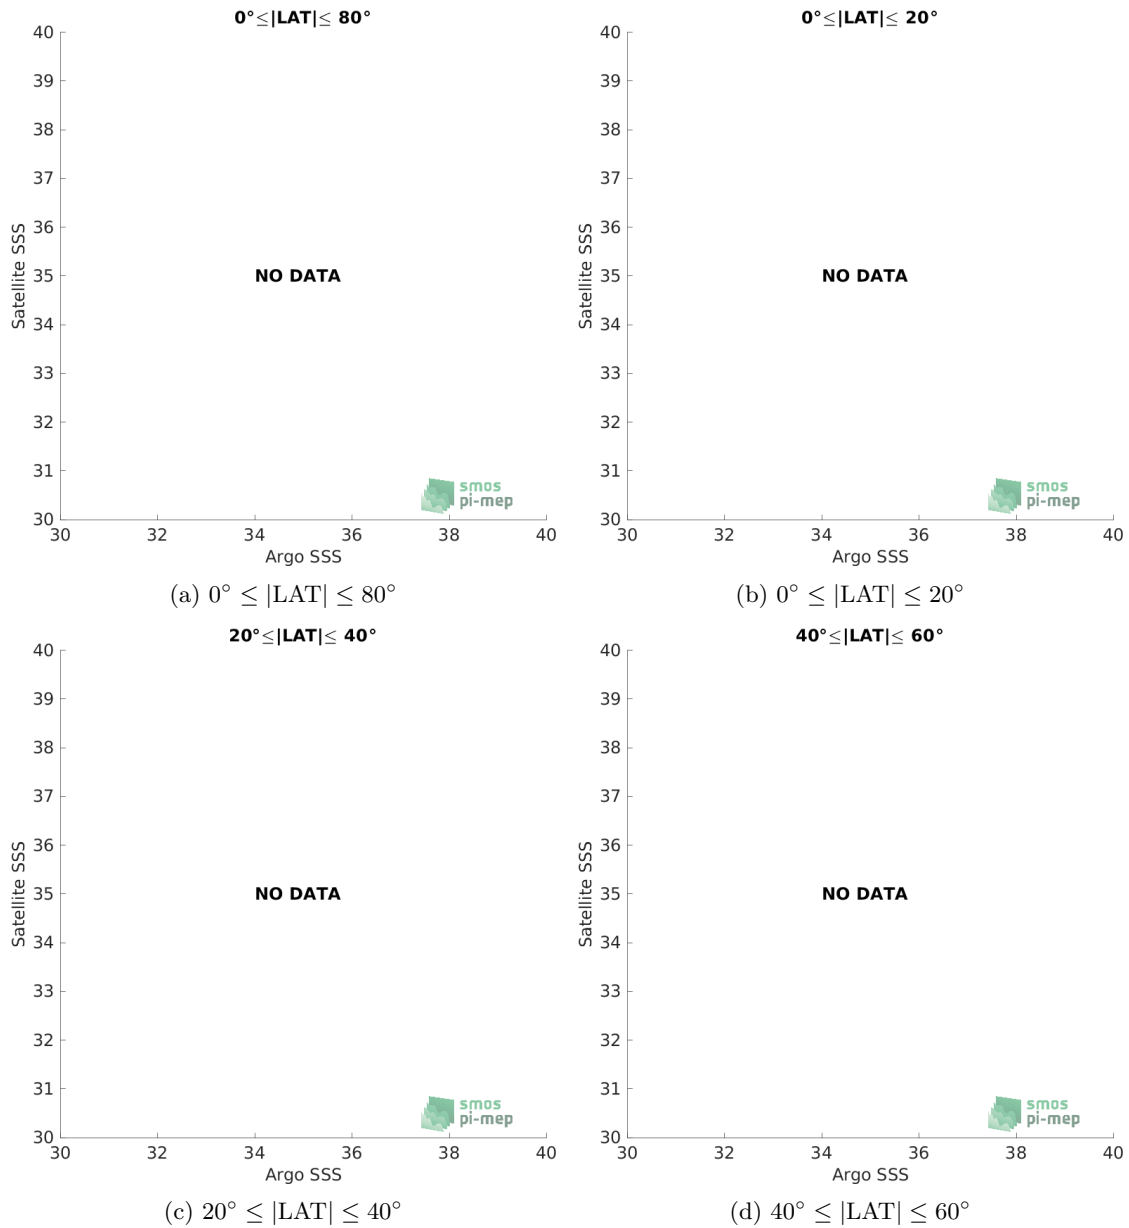 0°≤|LAT|≤ 80°
40
39
38
37
36
35
34
33
32
31
30
Satellite SSS
NO DATA
smos
pi-mep
30 32 34 36 38 40
Argo SSS
(a) 0° ≤ |LAT| ≤ 80°
0°≤|LAT|≤ 20°
40
39
38
37
36
35
34
33
32
31
30
Satellite SSS
NO DATA
smos
pi-mep
30 32 34 36 38 40
Argo SSS
(b) 0° ≤ |LAT| ≤ 20°
20°≤|LAT|≤ 40°
40
39
38
37
36
35
34
33
32
31
30
Satellite SSS
NO DATA
smos
pi-mep
30 32 34 36 38 40
Argo SSS
(c) 20° ≤ |LAT| ≤ 40°
40°≤|LAT|≤ 60°
40
39
38
37
36
35
34
33
32
31
30
Satellite SSS
NO DATA
smos
pi-mep
30 32 34 36 38 40
Argo SSS
(d) 40° ≤ |LAT| ≤ 60°